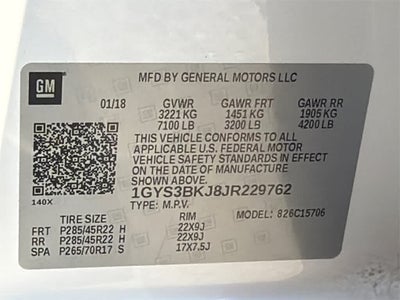 GM
MFD BY GENERAL MOTORS LLC
01/18 GVWR GAWR FRT GAWR RR
3221 KG 1451 KG 1905 KG
7100 LB 3200 LB 4200 LB
THIS VEHICLE CONFORMS TO ALL
APPLICABLE U.S. FEDERAL MOTOR
VEHICLE SAFETY STANDARDS IN EFFECT
ON THE DATE OF MANUFACTURE
SHOWN ABOVE.
1GYS3BKJ8JR229762
140X TYPE: M.P.V.
TIRE SIZE RIM MODEL: 826C15706
FRT P285/45R22 H 22X9J
RR P285/45R22 H 22X9J
SPA P265/70R17 S 17X7.5J